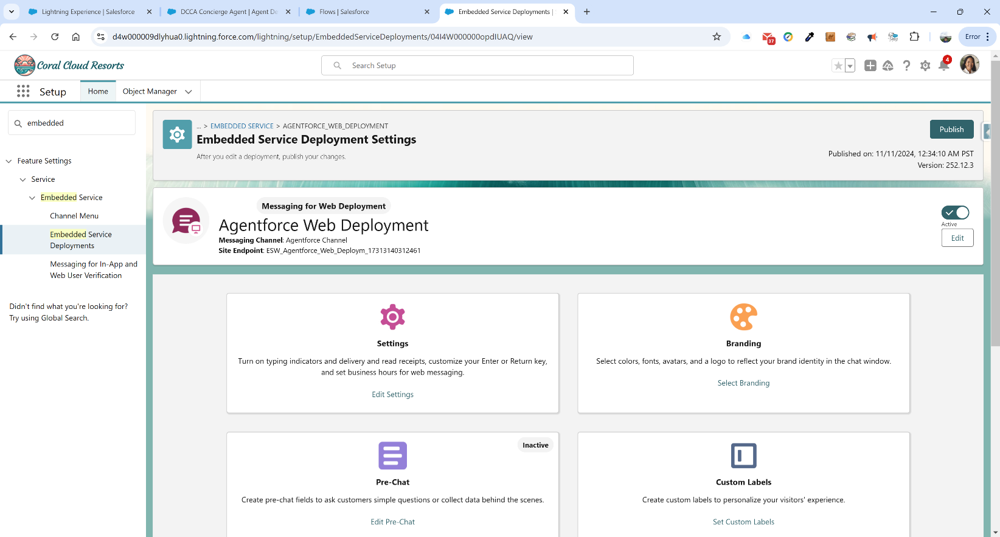 Lightning Experience | Salesforce
DCCA Concierge Agent | Agent De
Flows | Salesforce
Embedded Service Deployments |
d4w000009dlyhua0.lightning.force.com/lightning/setup/EmbeddedServiceDeployments/04I4W000000opdIUAQ/view
37
Error
Coral Cloud Resorts
Search Setup
4
Setup
Home
Object Manager
embedded
Feature Settings
Service
Embedded Service
Channel Menu
Embedded Service
Deployments
Messaging for In-App and
Web User Verification
Didn't find what you're looking for?
Try using Global Search.
... > EMBEDDED SERVICE > AGENTFORCE_WEB_DEPLOYMENT
Embedded Service Deployment Settings
After you edit a deployment, publish your changes.
Publish
Published on: 11/11/2024, 12:34:10 AM PST
Version: 252.12.3
Messaging for Web Deployment
Agentforce Web Deployment
Messaging Channel: Agentforce Channel
Site Endpoint: ESW_Agentforce_Web_Deploym_17313140312461
Active
Edit
Settings
Turn on typing indicators and delivery and read receipts, customize your Enter or Return key,
and set business hours for web messaging.
Edit Settings
Branding
Select colors, fonts, avatars, and a logo to reflect your brand identity in the chat window.
Select Branding
Inactive
Pre-Chat
Create pre-chat fields to ask customers simple questions or collect data behind the scenes.
Edit Pre-Chat
Custom Labels
Create custom labels to personalize your visitors' experience.
Set Custom Labels